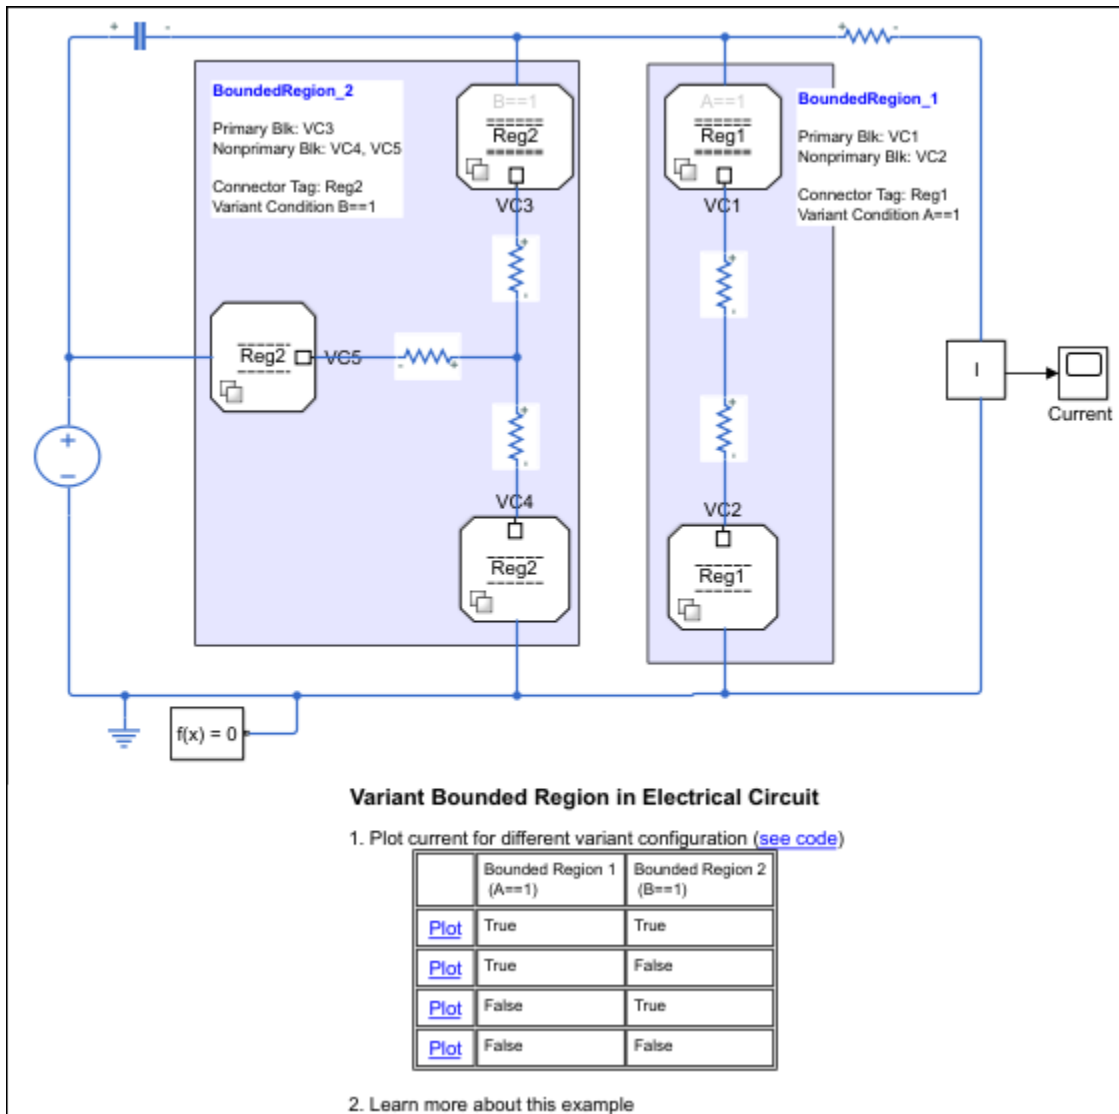 + -
+ -
BoundedRegion_2
Primary Blk: VC3
Nonprimary Blk: VC4, VC5
Connector Tag: Reg2
Variant Condition B==1
B==1
Reg2
VC3
A==1
Reg1
VC1
BoundedRegion_1
Primary Blk: VC1
Nonprimary Blk: VC2
Connector Tag: Reg1
Variant Condition A==1
+
-
+
-
Reg2
VC5
- +
I
Current
+
-
+
-
+
−
VC4
Reg2
VC2
Reg1
f(x) = 0
Variant Bounded Region in Electrical Circuit
1. Plot current for different variant configuration (see code)
Bounded Region 1 (A==1) Bounded Region 2 (B==1)
Plot True True
Plot True False
Plot False True
Plot False False
2. Learn more about this example